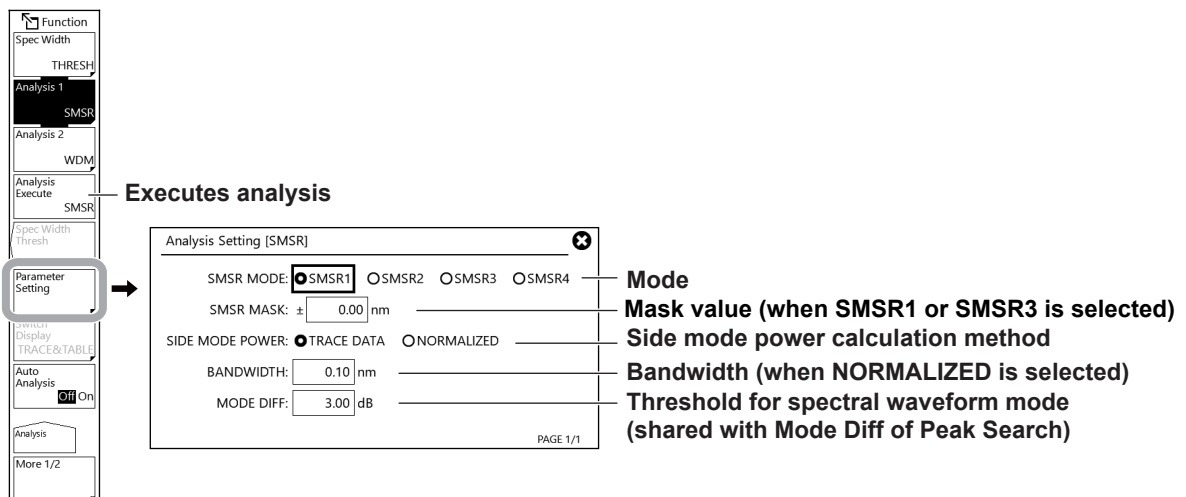 Function
Spec Width
THRESH
Analysis 1
SMSR
Analysis 2
WDM
Analysis
Execute
SMSR
Executes analysis
Spec Width
Thresh
Parameter
Setting
Switch
Display
TRACE&TABLE
Auto
Analysis
Off On
Analysis
More 1/2
Analysis Setting [SMSR]
SMSR MODE: SMSR1 SMSR2 SMSR3 SMSR4
Mode
SMSR MASK: ± 0.00 nm
Mask value (when SMSR1 or SMSR3 is selected)
SIDE MODE POWER: TRACE DATA NORMALIZED
Side mode power calculation method
BANDWIDTH: 0.10 nm
Bandwidth (when NORMALIZED is selected)
MODE DIFF: 3.00 dB
Threshold for spectral waveform mode
(shared with Mode Diff of Peak Search)
PAGE 1/1